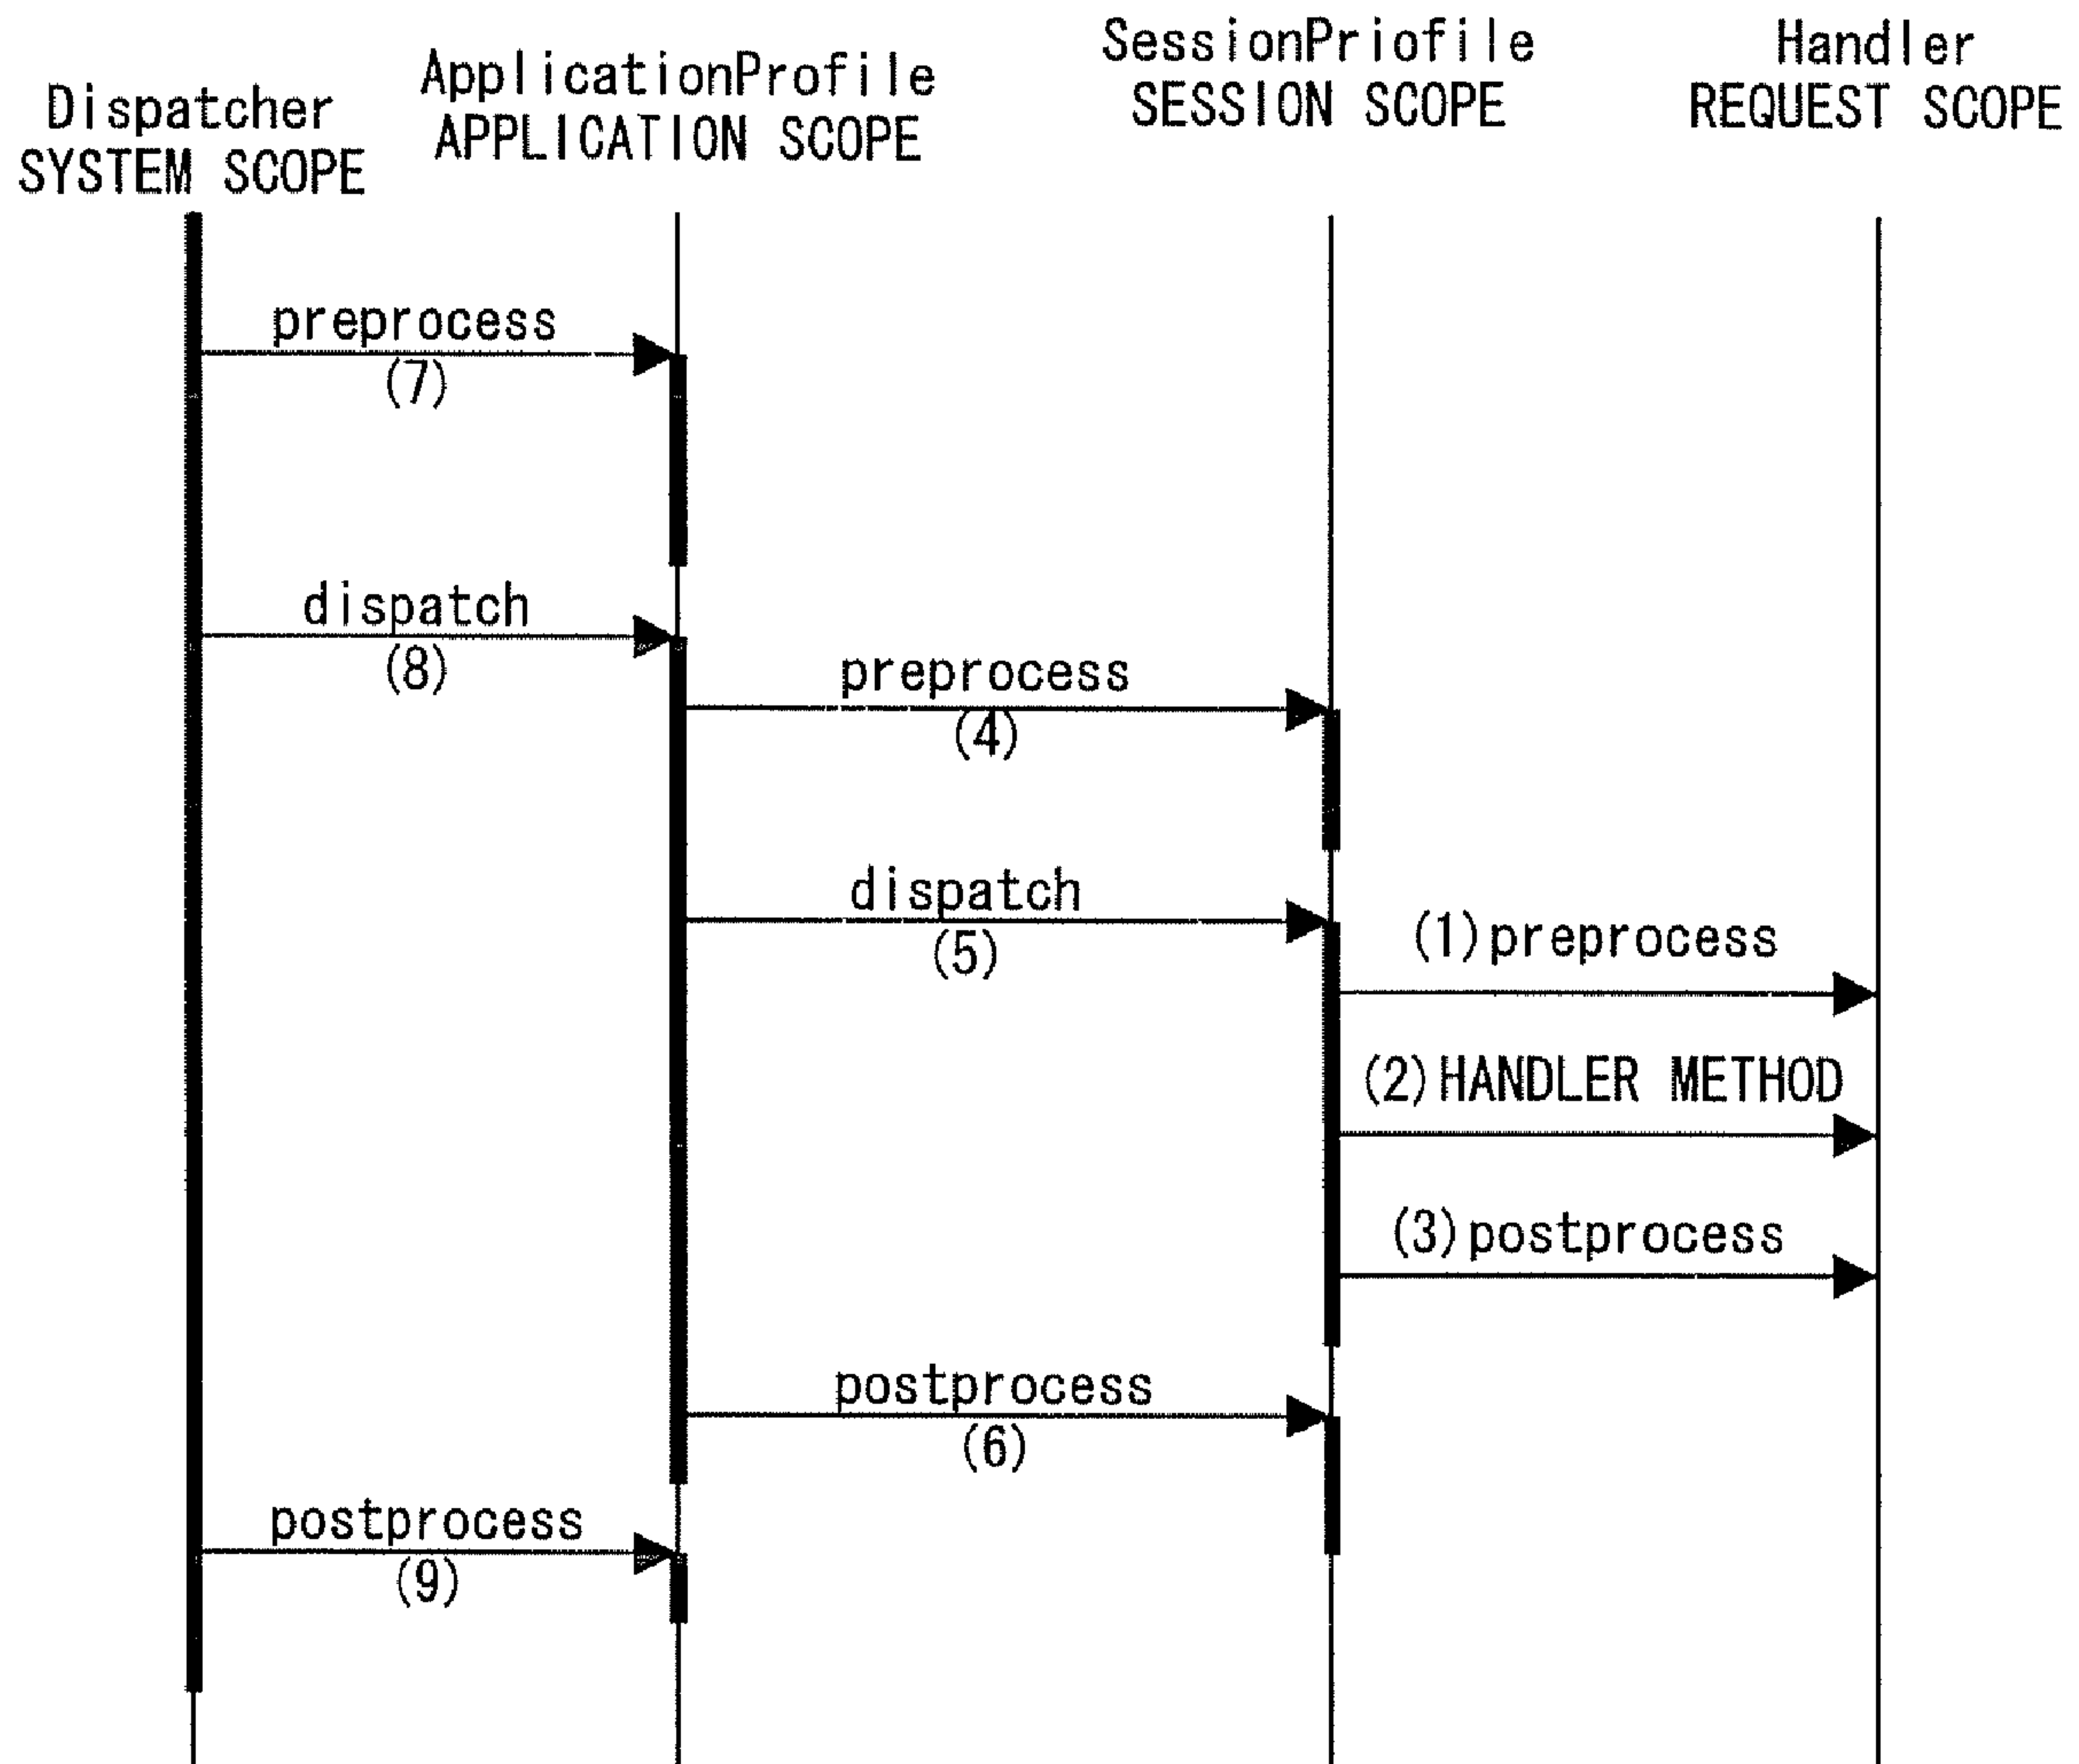 Dispatcher
SYSTEM SCOPE
ApplicationProfile
APPLICATION SCOPE
SessionPriofile
SESSION SCOPE
Handler
REQUEST SCOPE
preprocess
(7)
dispatch
(8)
preprocess
(4)
dispatch
(5)
(1)preprocess
(2)HANDLER METHOD
(3)postprocess
postprocess
(6)
postprocess
(9)